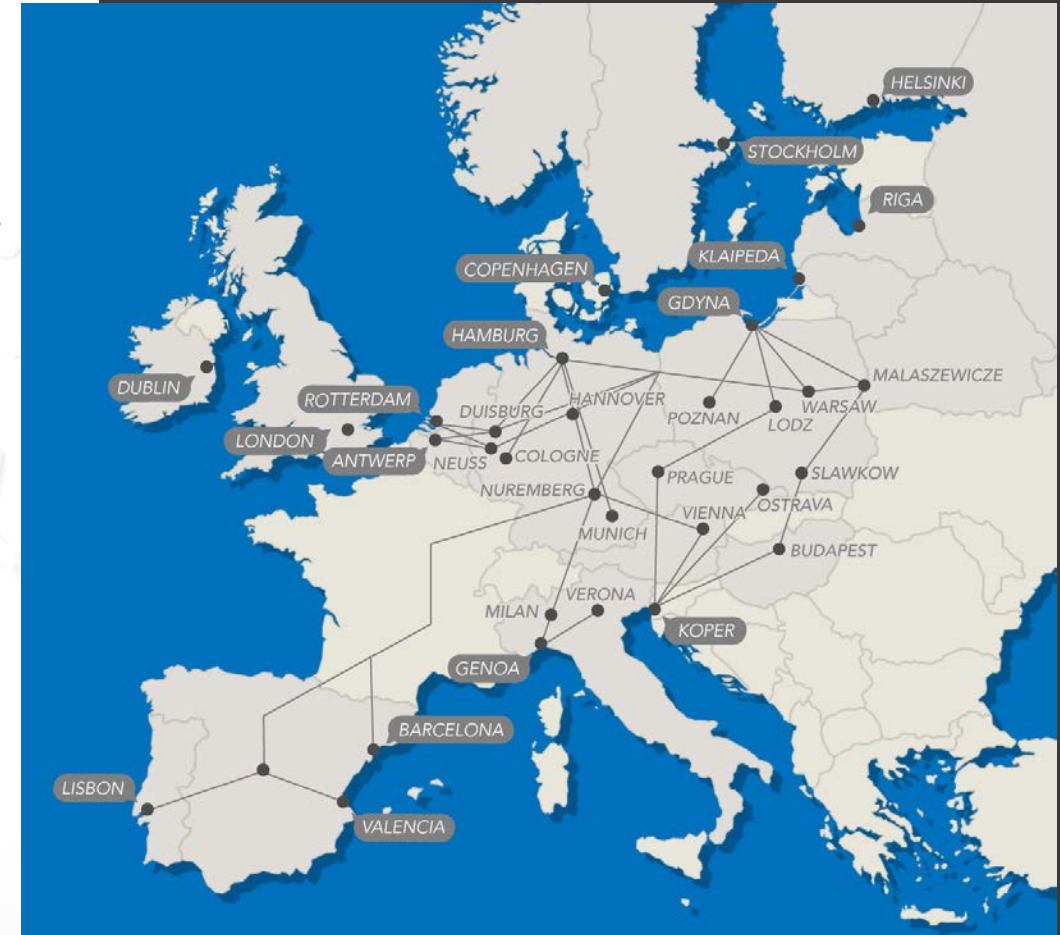 HELSINKI
STOCKHOLM
RIGA
KLAIPEDA
COPENHAGEN
GDYNA
HAMBURG
MALASZEWICZE
DUBLIN
ROTTERDAM
DUISBURG
HANNOVER
POZNAN
WARSAW
LODZ
LONDON
ANTWERP
NEUSS
COLOGNE
PRAGUE
SLAWKOW
NUREMBERG
OSTRAVA
VIENNA
MUNICH
BUDAPEST
VERONA
MILAN
KOPER
GENOA
BARCELONA
LISBON
VALENCIA